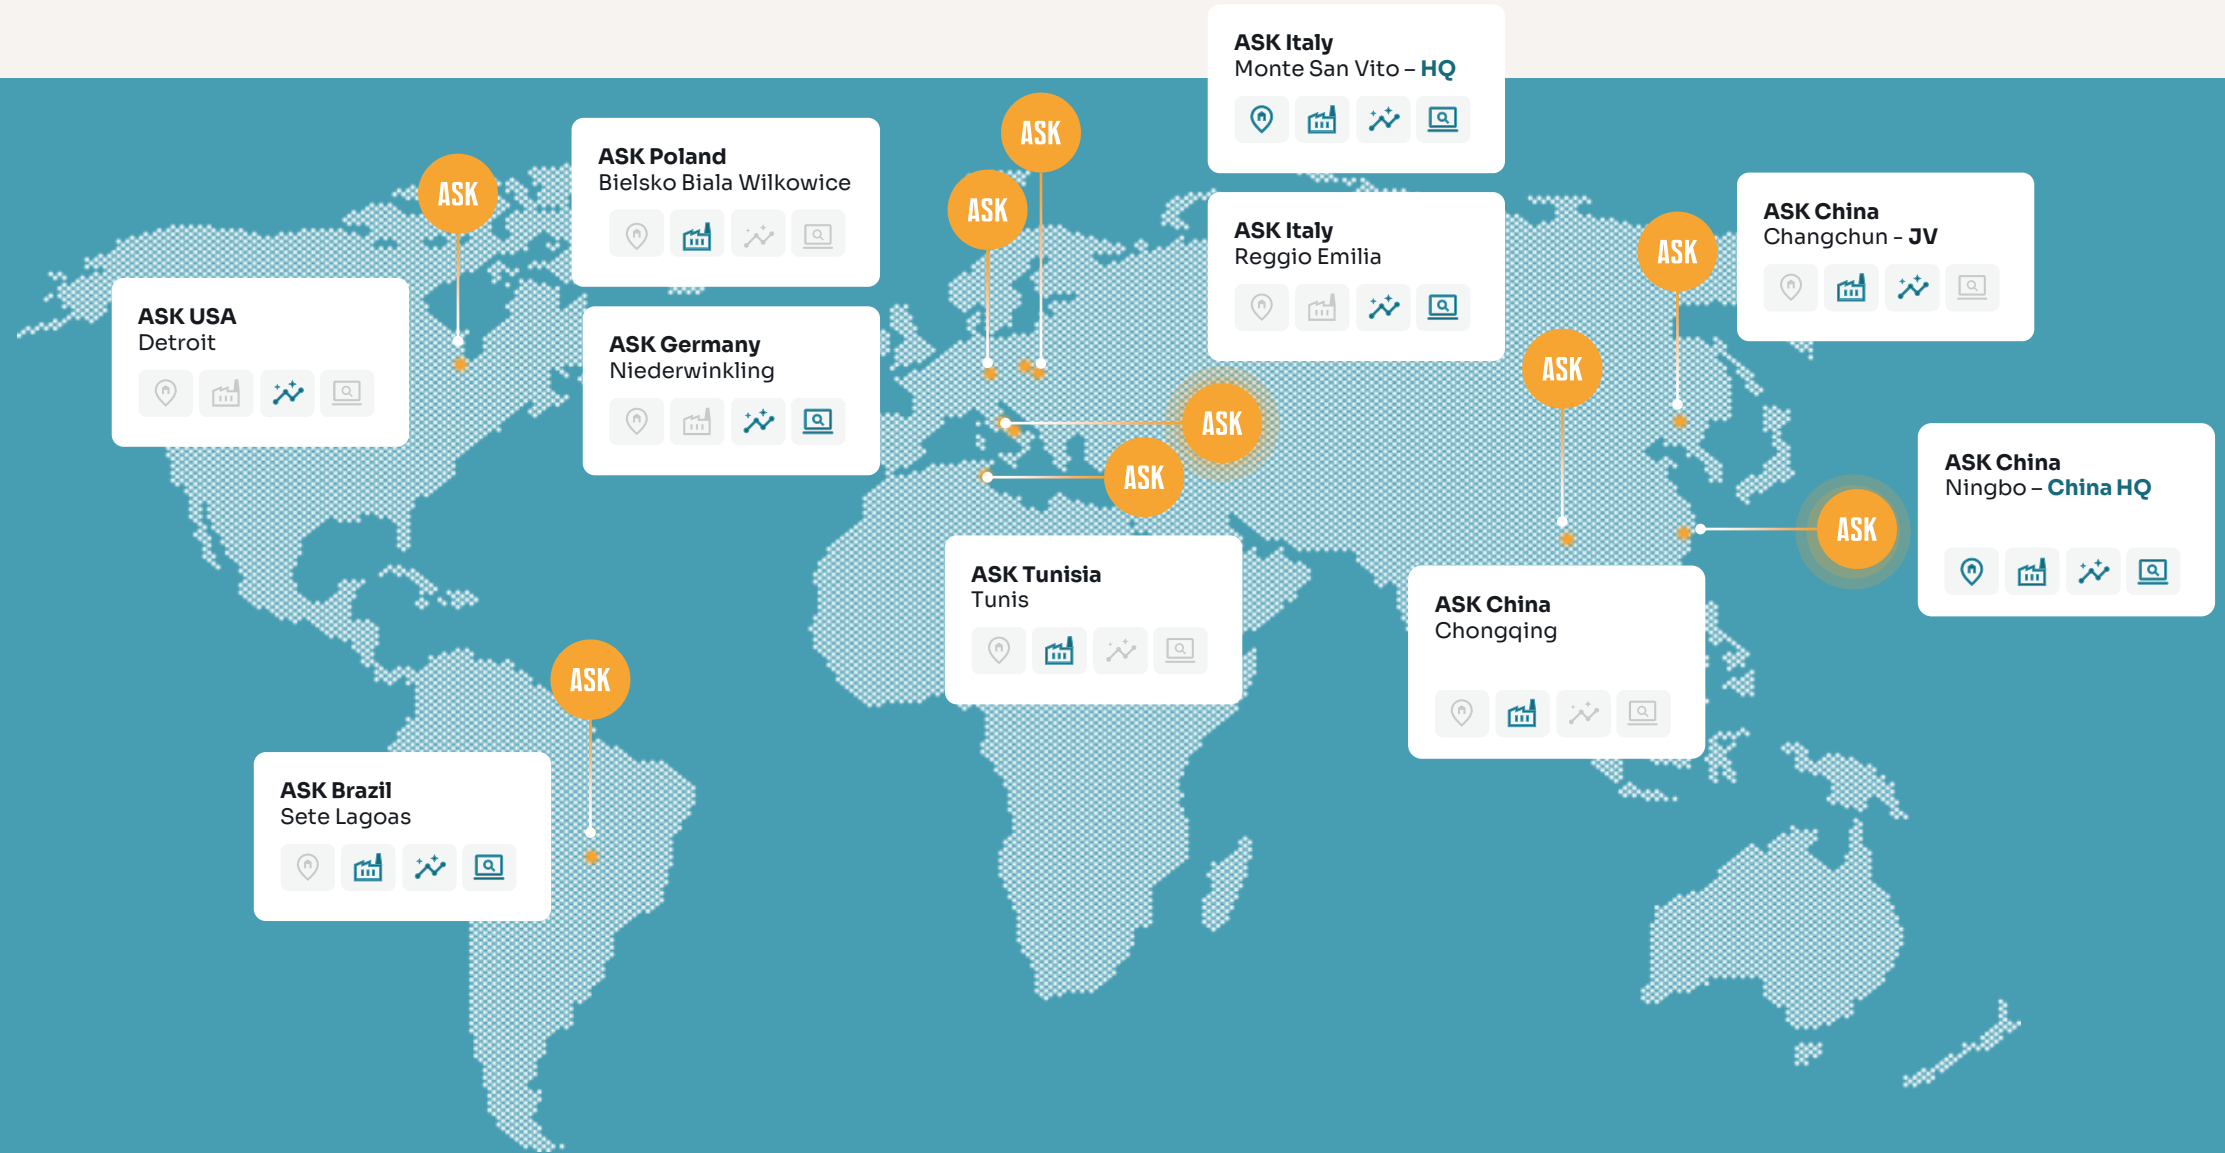 ASK Italy
Monte San Vito – HQ
ASK
ASK Poland
Bielsko Biala Wilkowice
ASK
ASK
ASK Italy
Reggio Emilia
ASK China
Changchun - JV
ASK
ASK USA
Detroit
ASK Germany
Niederwinkling
ASK
ASK
ASK
ASK China
Ningbo – China HQ
ASK
ASK Tunisia
Tunis
ASK China
Chongqing
ASK
ASK Brazil
Sete Lagoas